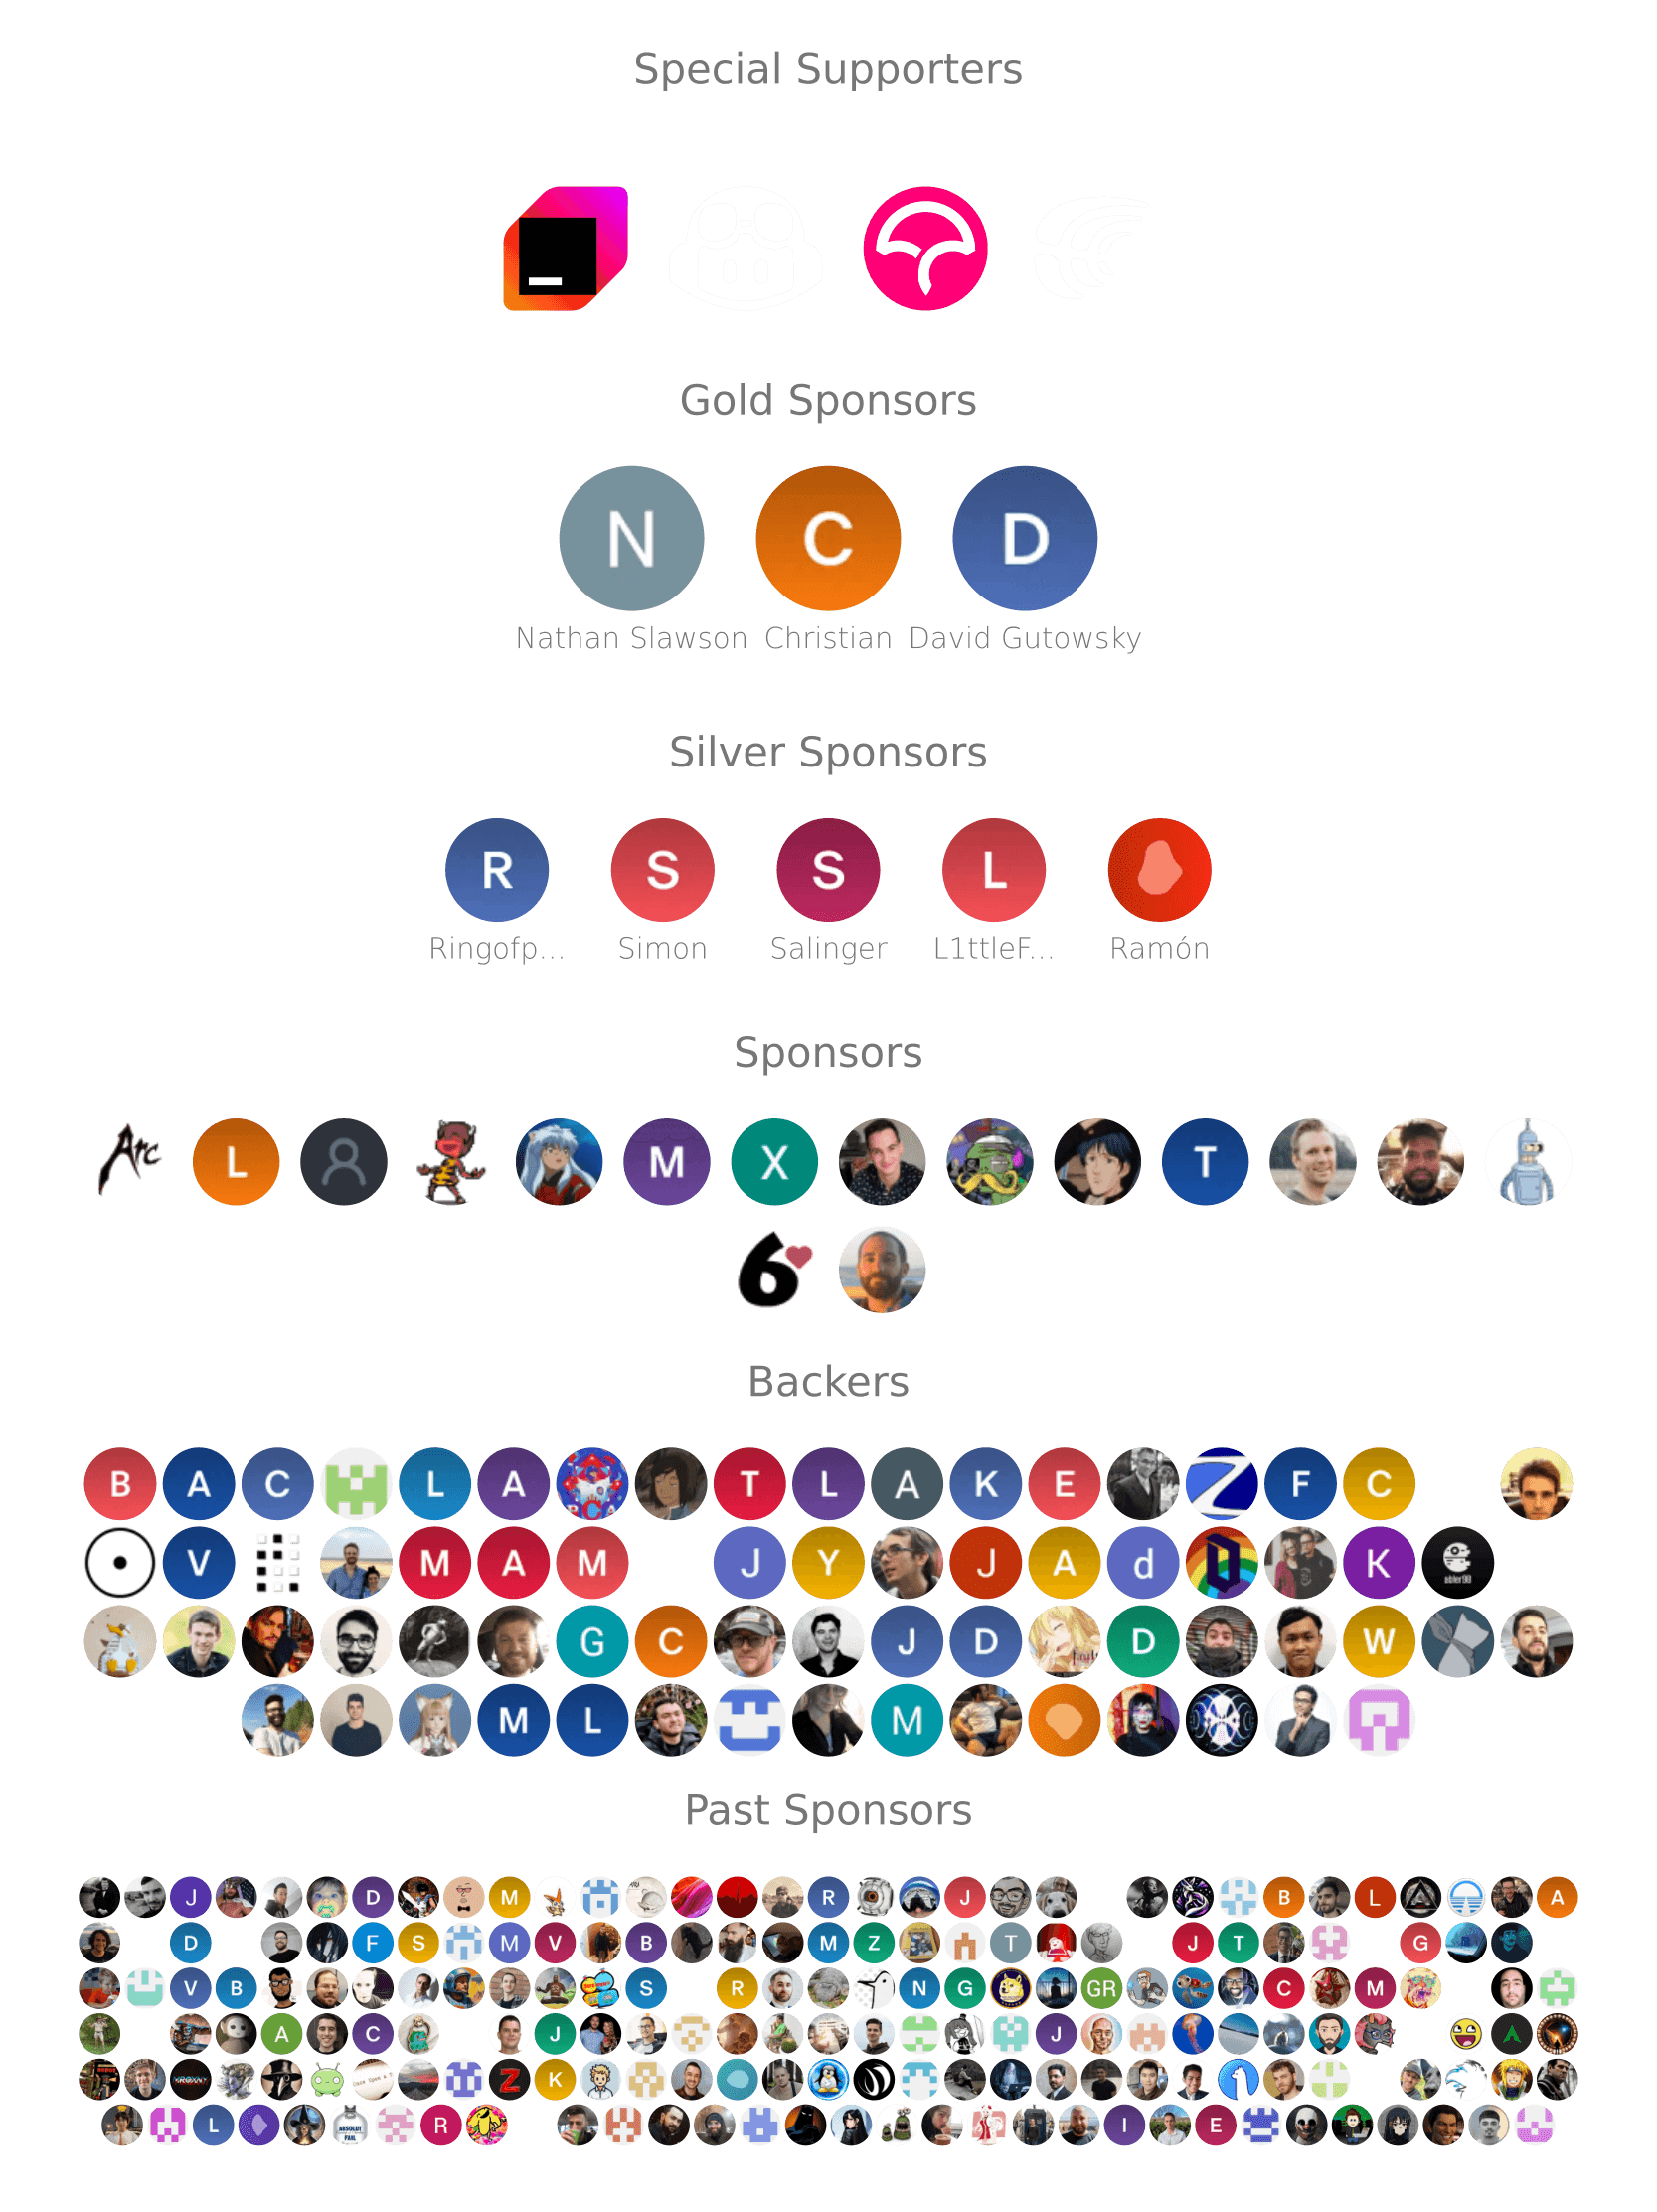 Special Supporters
Gold Sponsors
N C D
Nathan Slawson Christian David Gutowsky
Silver Sponsors
R S S L
Ringofp... Simon Salinger L1ttleF... Ramón
Sponsors
Arc L M X T
6
Backers
B A C L A T L A K E F C
V M A M J Y J A d K
G C J D D W
M L M
Past Sponsors
J D M R J B L A
D F S M V B M Z T J T G
V B S R N G GR C M
A C J J
Z K
L R I E